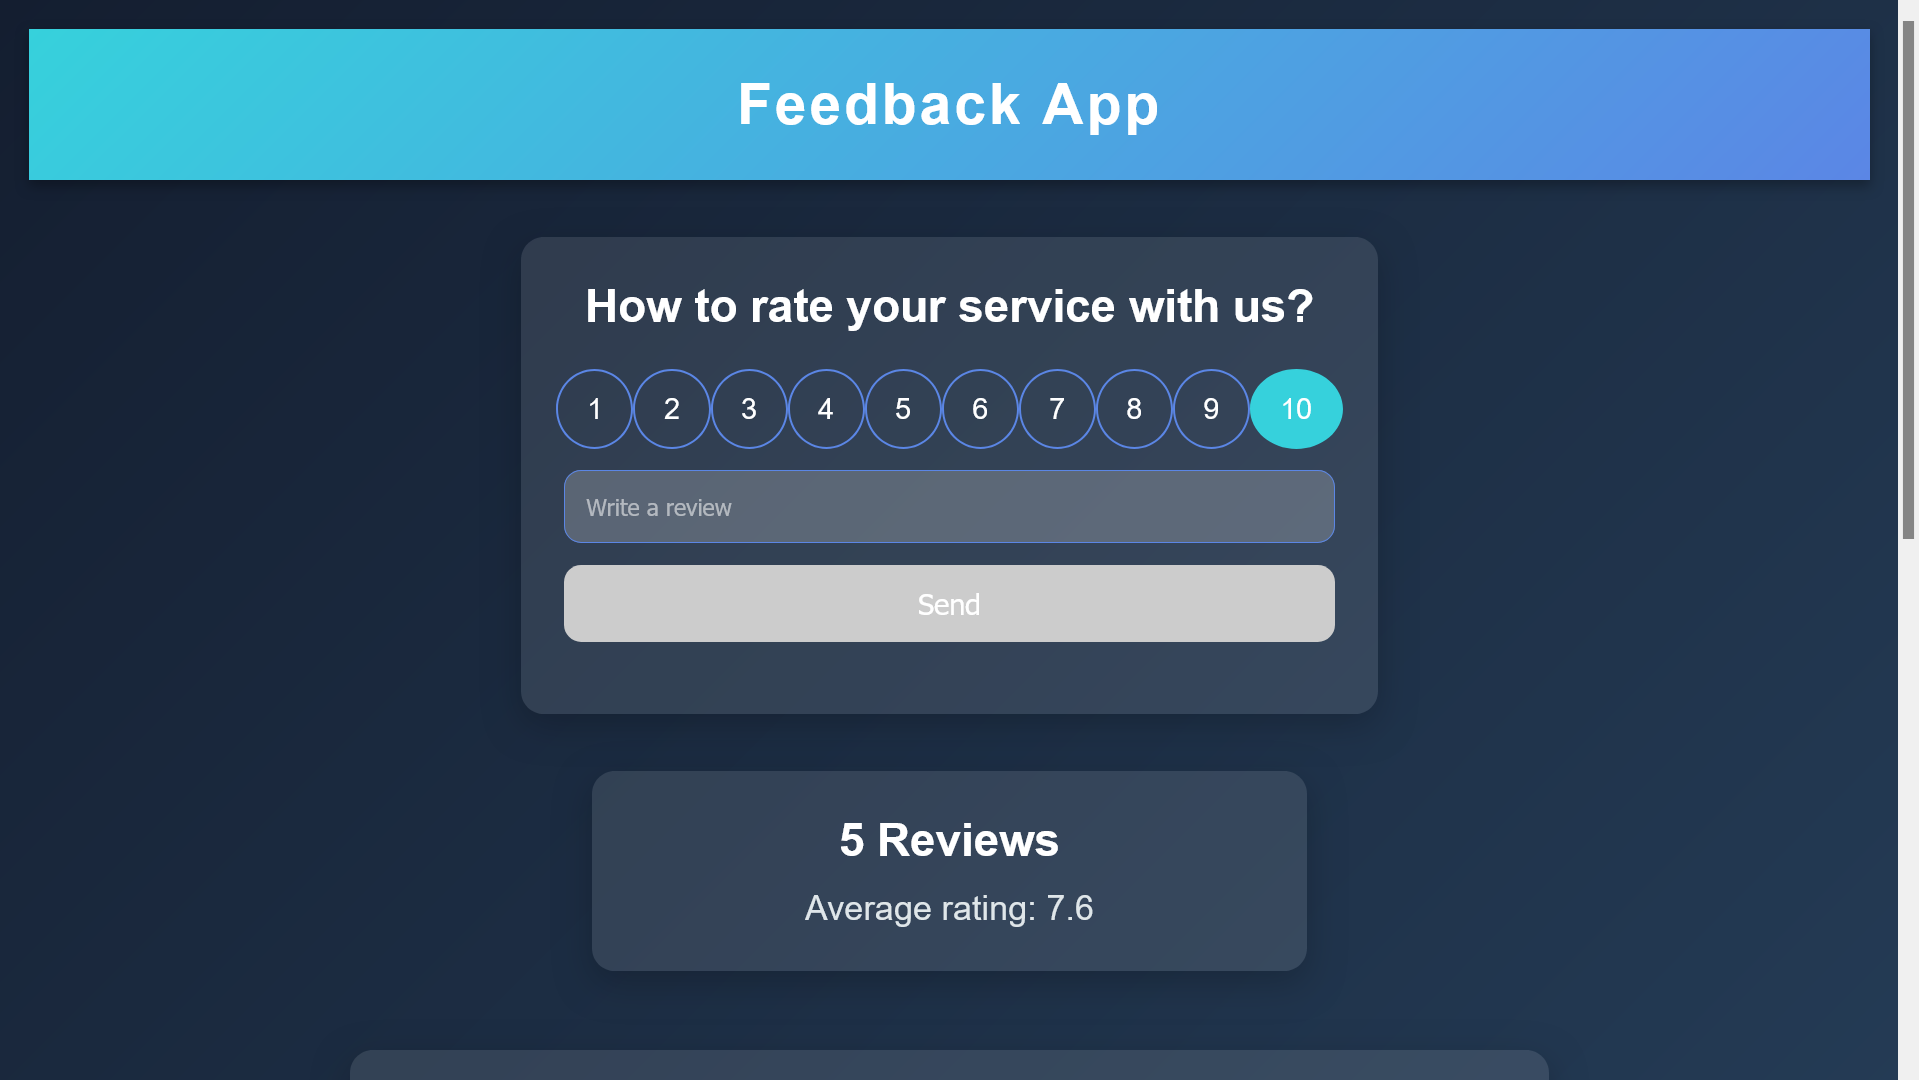 Feedback App
How to rate your service with us?
1 2 3 4 5 6 7 8 9 10
Write a review
Send
5 Reviews
Average rating: 7.6